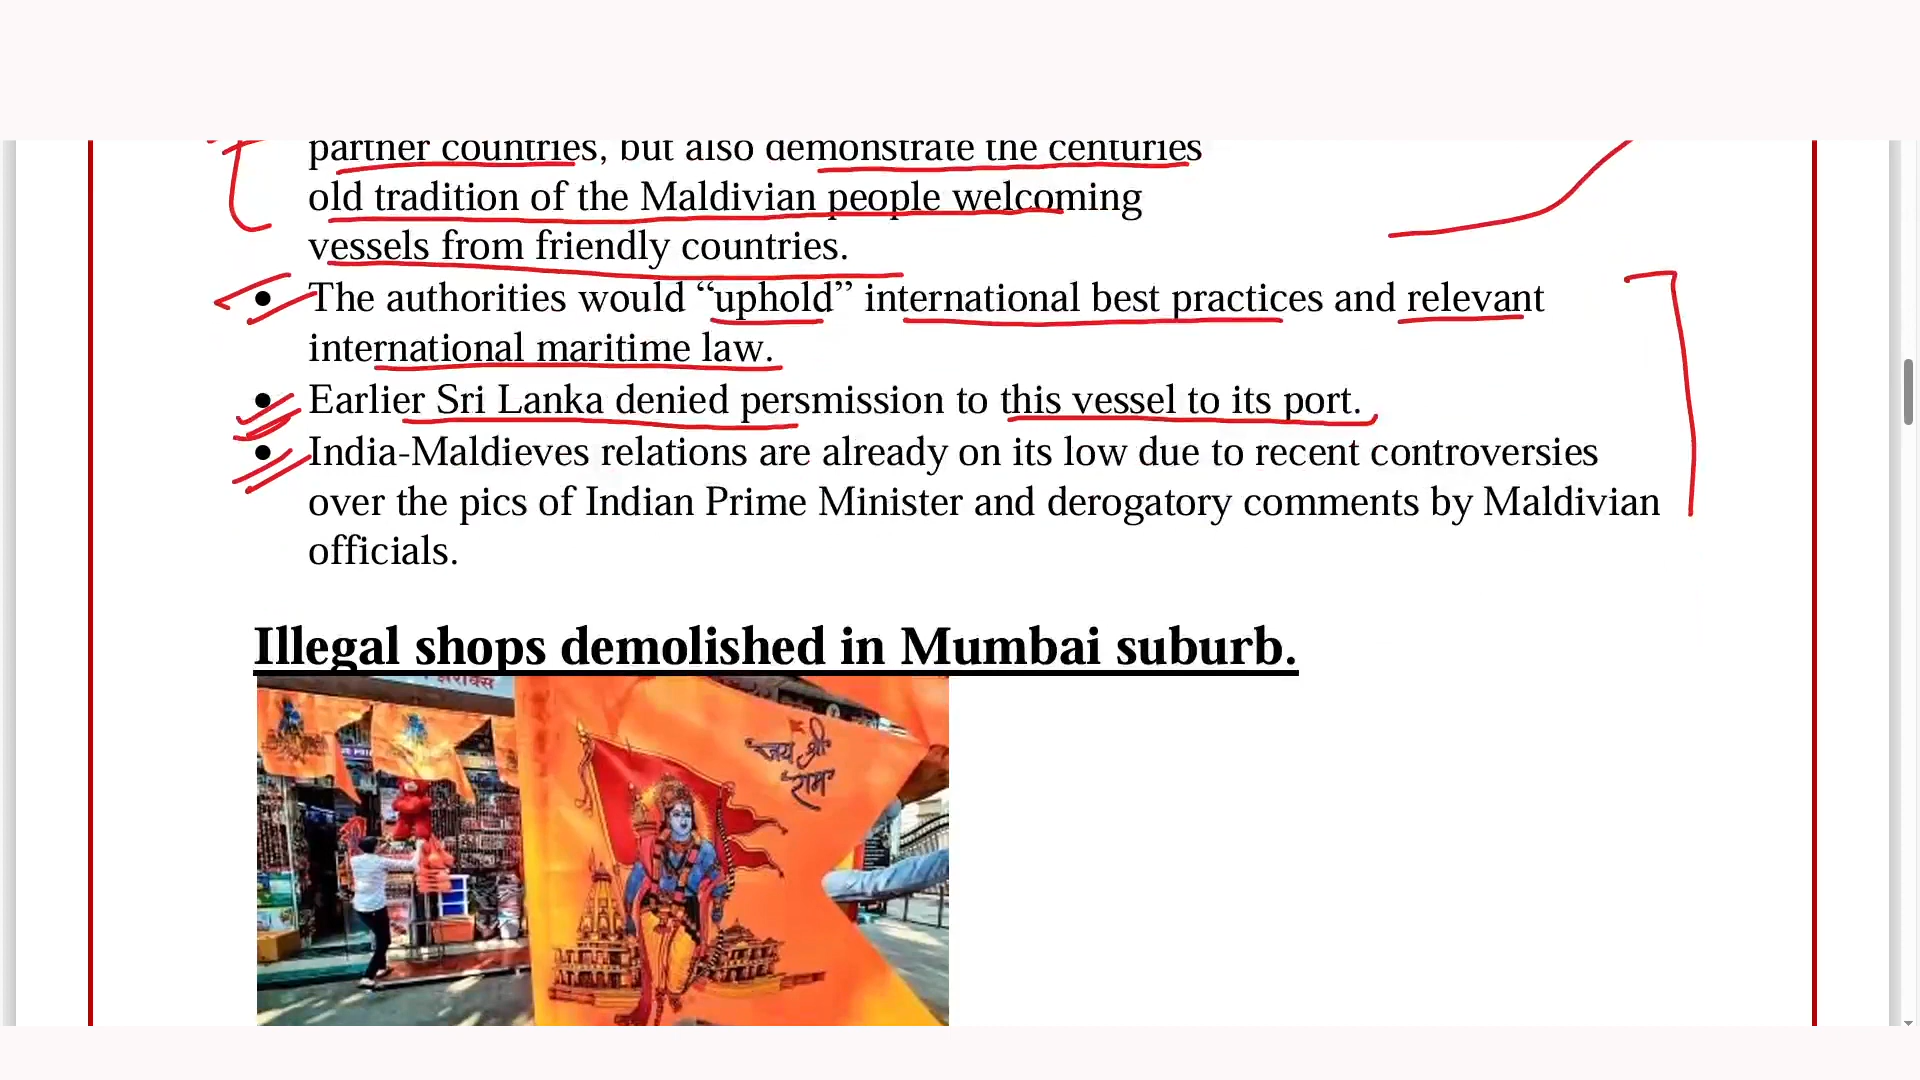 partner countries, but also demonstrate the centuries
old tradition of the Maldivian people welcoming
vessels from friendly countries.
• The authorities would “uphold” international best practices and relevant
international maritime law.
• Earlier Sri Lanka denied persmission to this vessel to its port.
• India-Maldieves relations are already on its low due to recent controversies
over the pics of Indian Prime Minister and derogatory comments by Maldivian
officials.
Illegal shops demolished in Mumbai suburb.
जय श्री
राम